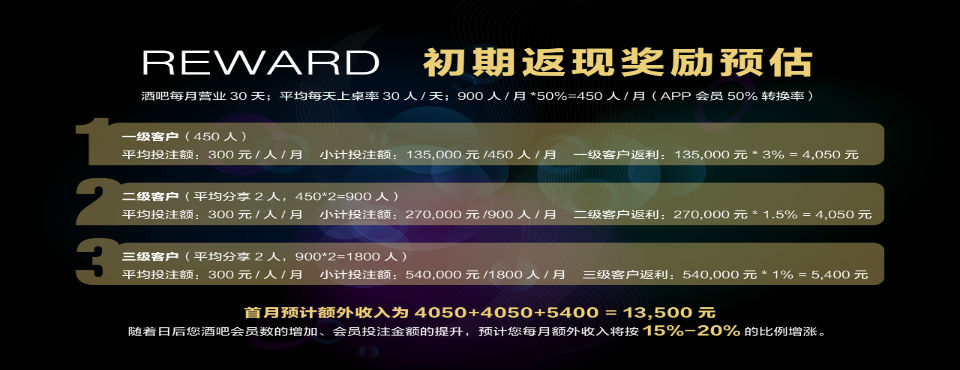 REWARD 初期返现奖励预估
酒吧每月营业 30 天；平均每天上桌率 30 人 / 天；900 人 / 月 *50%=450 人 / 月（APP 会员 50% 转换率）
1
一级客户（450 人）
平均投注额：300 元 / 人 / 月 小计投注额：135,000 元 /450 人 / 月 一级客户返利：135,000 元 * 3% = 4,050 元
2
二级客户（平均分享 2 人，450*2=900 人）
平均投注额：300 元 / 人 / 月 小计投注额：270,000 元 /900 人 / 月 二级客户返利：270,000 元 * 1.5% = 4,050 元
3
三级客户（平均分享 2 人，900*2=1800 人）
平均投注额：300 元 / 人 / 月 小计投注额：540,000 元 /1800 人 / 月 三级客户返利：540,000 元 * 1% = 5,400 元
首月预计额外收入为 4050+4050+5400 = 13,500 元
随着日后您酒吧会员数的增加、会员投注金额的提升，预计您每月额外收入将按 15%-20% 的比例增涨。